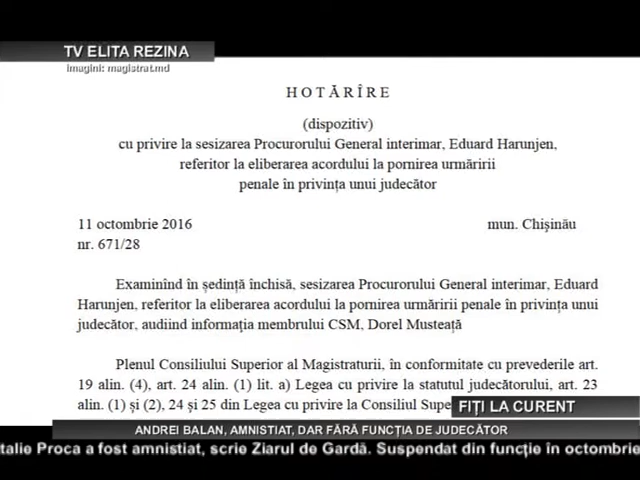 TV ELITA REZINA
imagini: magistrat.md
HOTĂRÎRE
(dispozitiv)
cu privire la sesizarea Procurorului General interimar, Eduard Harunjen,
referitor la eliberarea acordului la pornirea urmăririi
penale în privința unui judecător
11 octombrie 2016 mun. Chişinău
nr. 671/28
Examinînd în ședință închisă, sesizarea Procurorului General interimar, Eduard
Harunjen, referitor la eliberarea acordului la pornirea urmăririi penale în privința unui
judecător, audiind informația membrului CSM, Dorel Musteață
Plenul Consiliului Superior al Magistraturii, în conformitate cu prevederile art.
19 alin. (4), art. 24 alin. (1) lit. a) Legea cu privire la statutul judecătorului, art. 23
alin. (1) și (2), 24 și 25 din Legea cu privire la Consiliul Supe
FIȚI LA CURENT
ANDREI BALAN, AMNISTIAT, DAR FĂRĂ FUNCȚIA DE JUDECĂTOR
italie Proca a fost amnistiat, scrie Ziarul de Gardă. Suspendat din funcție în octombrie